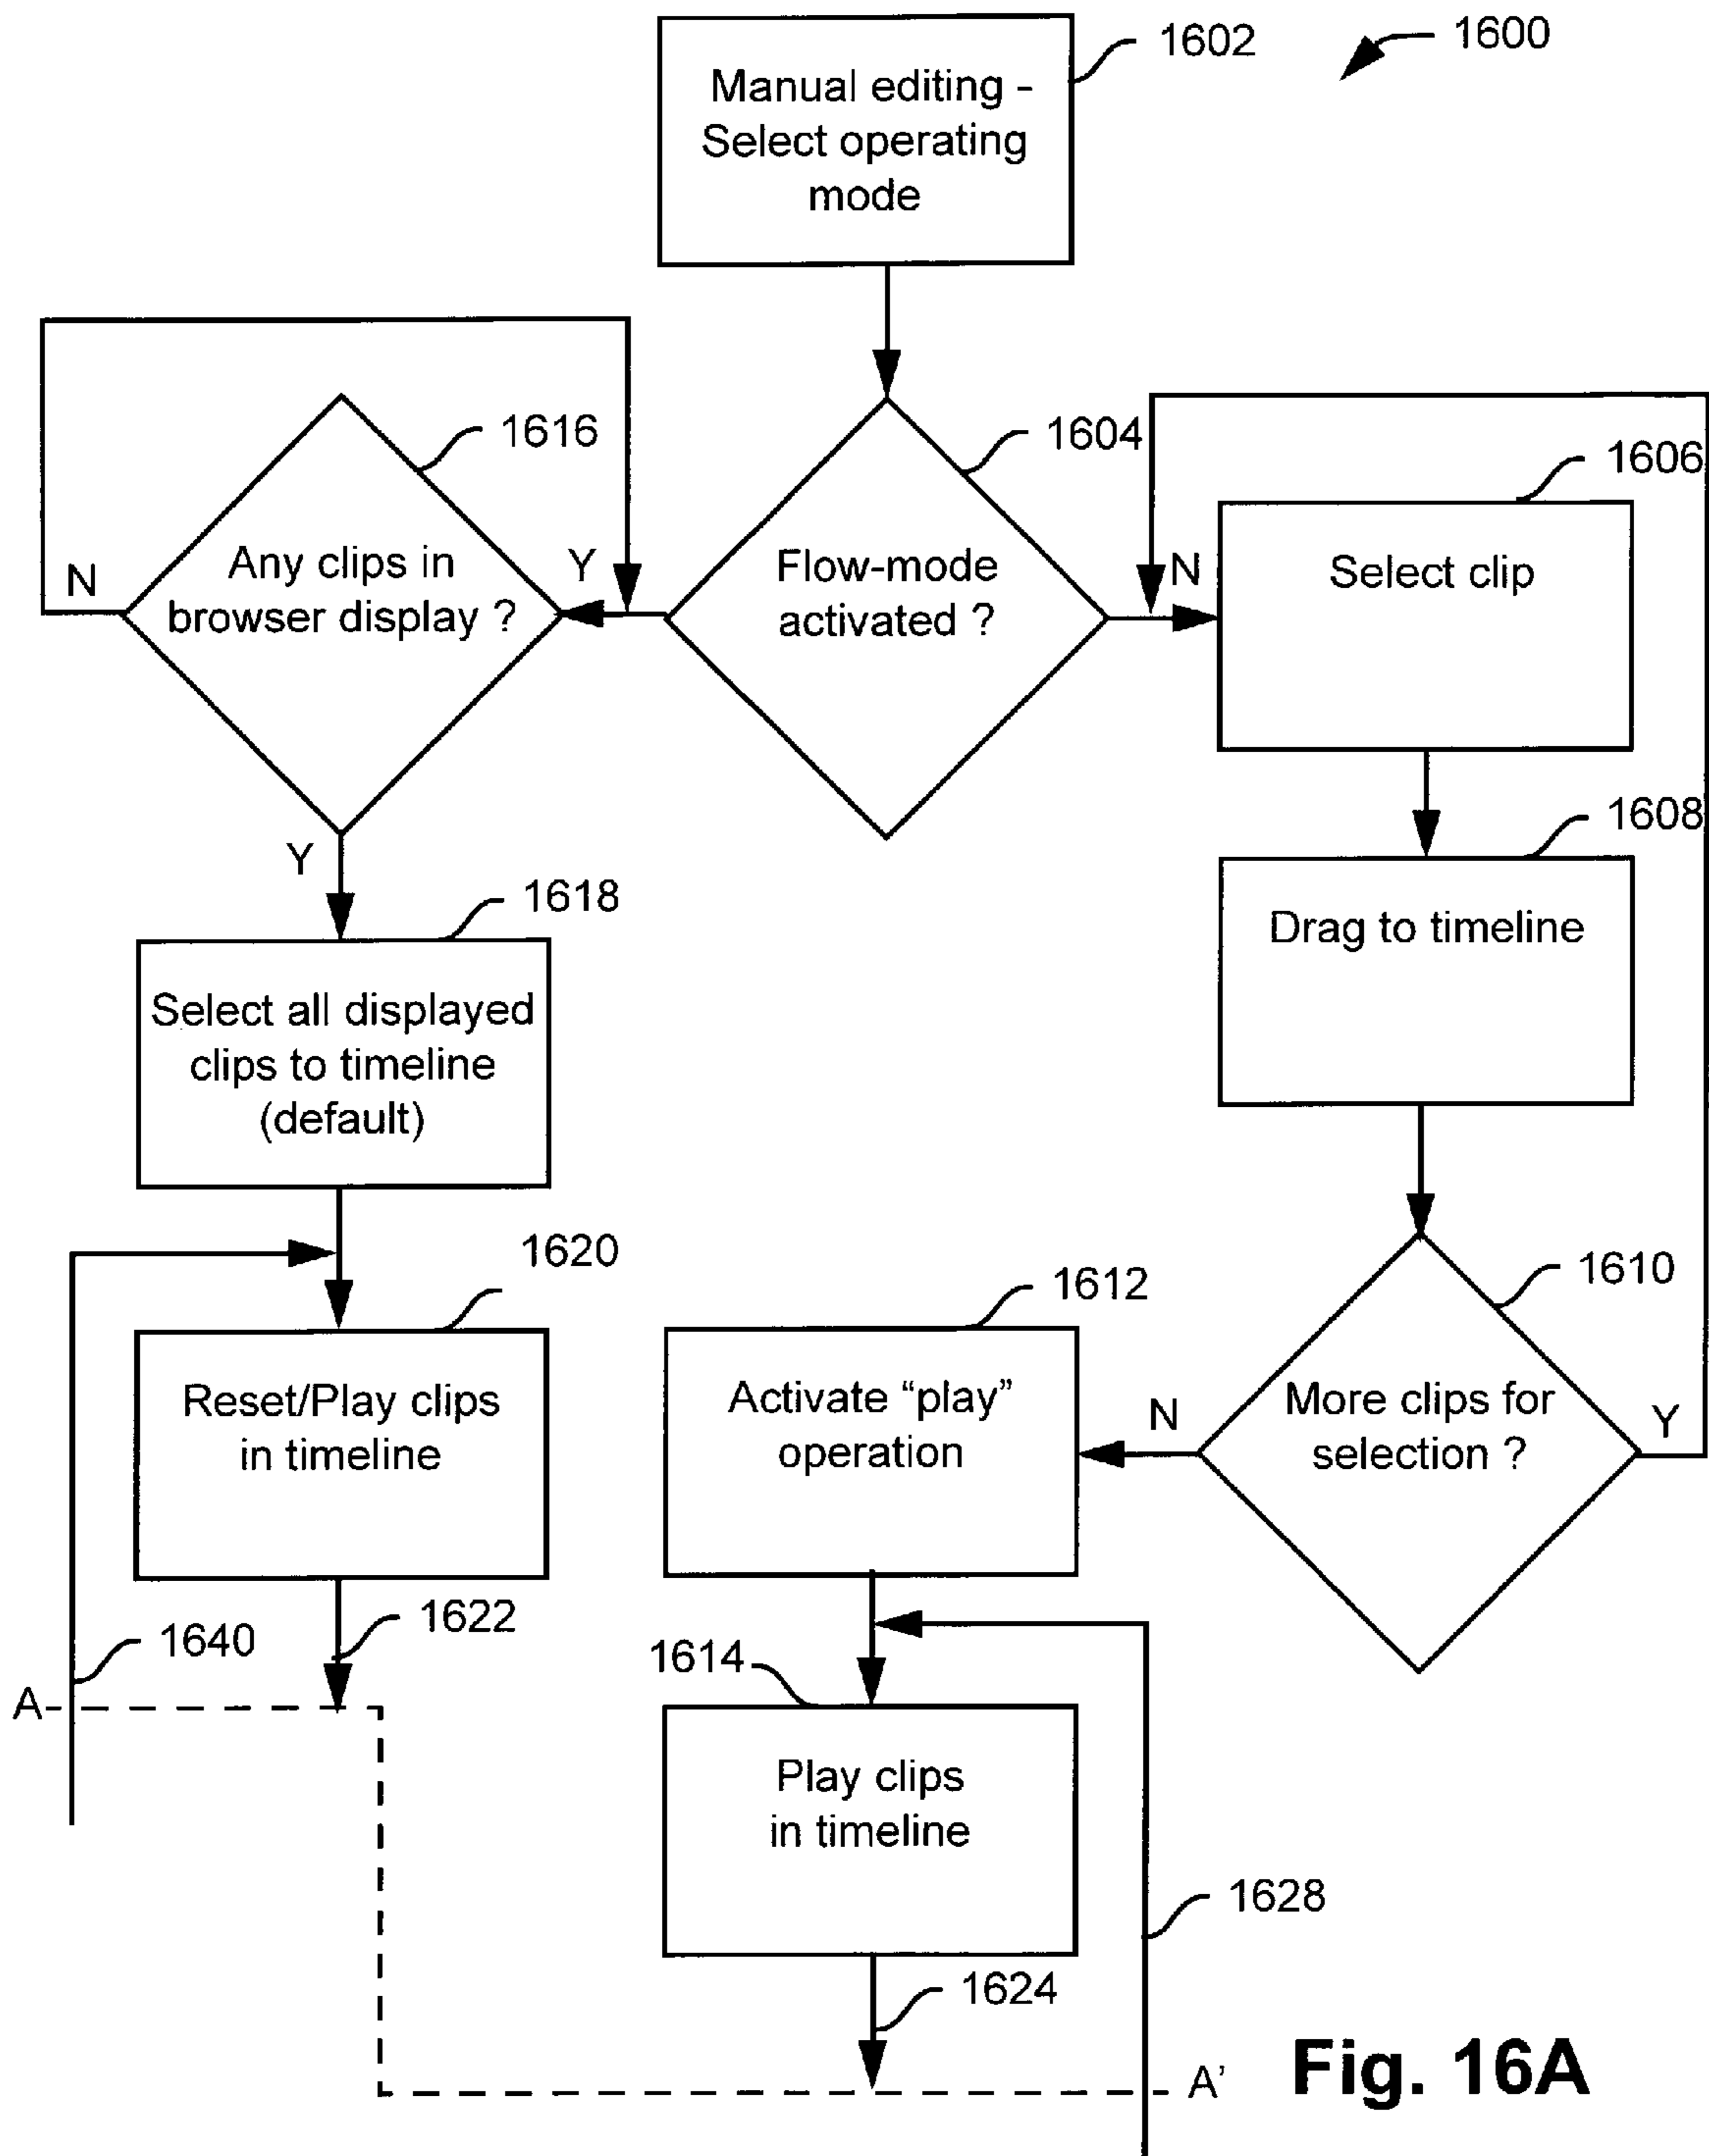 1602
1600
Manual editing -
Select operating
mode
1616
1604
1606
Any clips in
browser display ?
N
Y
Flow-mode
activated ?
N
Select clip
Y
1608
Drag to timeline
1618
Select all displayed
clips to timeline
(default)
1620
1612
1610
Reset/Play clips
in timeline
Activate “play”
operation
N
More clips for
selection ?
Y
1640
1622
1614
A
Play clips
in timeline
1628
1624
A'
Fig. 16A